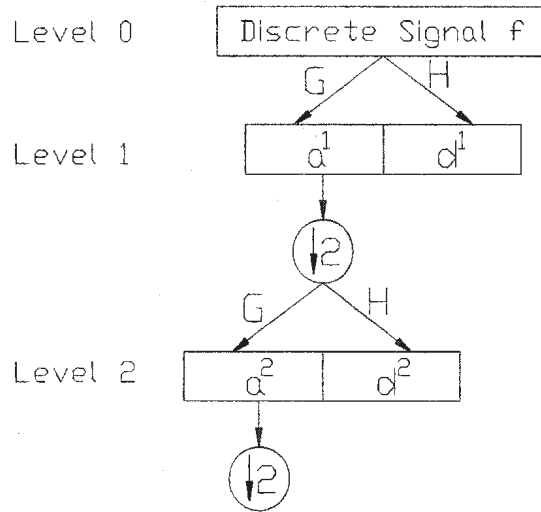 Level 0 Discrete Signal f
G H
Level 1 a¹ d¹
↓2
G H
Level 2 a² d²
↓2